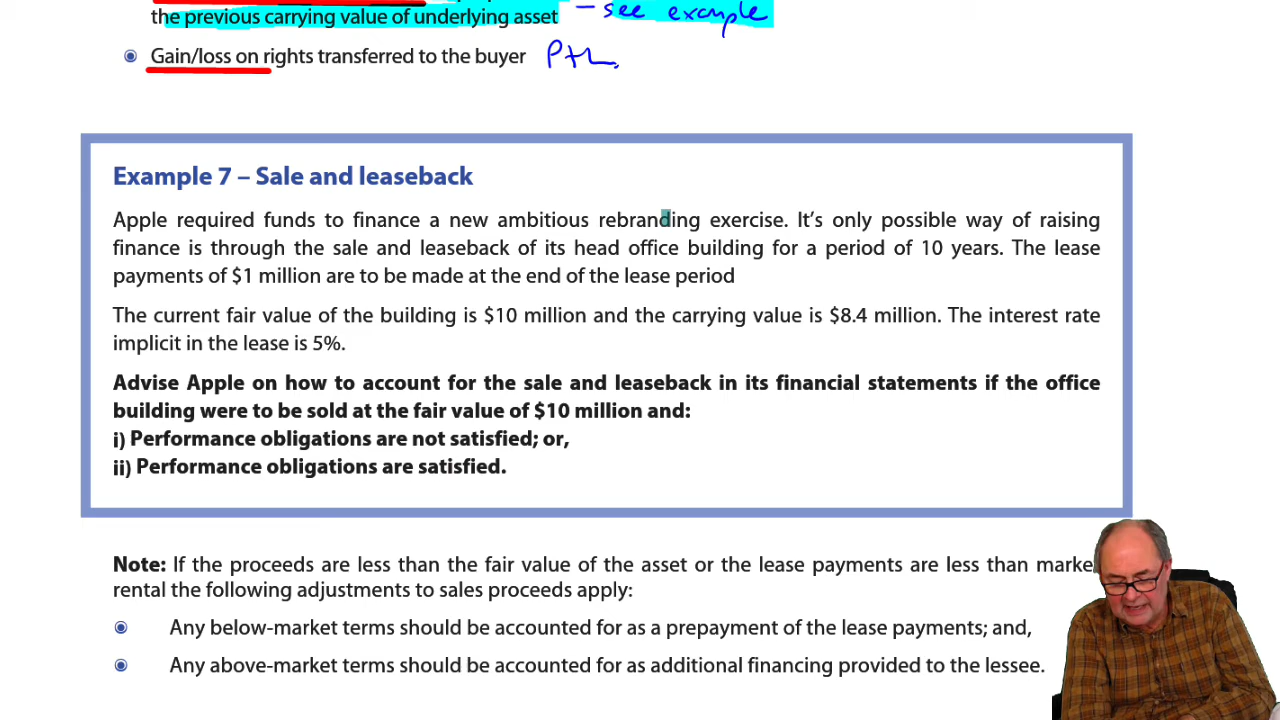 the previous carrying value of underlying asset – see example
Gain/loss on rights transferred to the buyer P+L.
Example 7 – Sale and leaseback
Apple required funds to finance a new ambitious rebranding exercise. It's only possible way of raising
finance is through the sale and leaseback of its head office building for a period of 10 years. The lease
payments of $1 million are to be made at the end of the lease period
The current fair value of the building is $10 million and the carrying value is $8.4 million. The interest rate
implicit in the lease is 5%.
Advise Apple on how to account for the sale and leaseback in its financial statements if the office
building were to be sold at the fair value of $10 million and:
i) Performance obligations are not satisfied; or,
ii) Performance obligations are satisfied.
Note: If the proceeds are less than the fair value of the asset or the lease payments are less than marke
rental the following adjustments to sales proceeds apply:
Any below-market terms should be accounted for as a prepayment of the lease payments; and,
Any above-market terms should be accounted for as additional financing provided to the lessee.